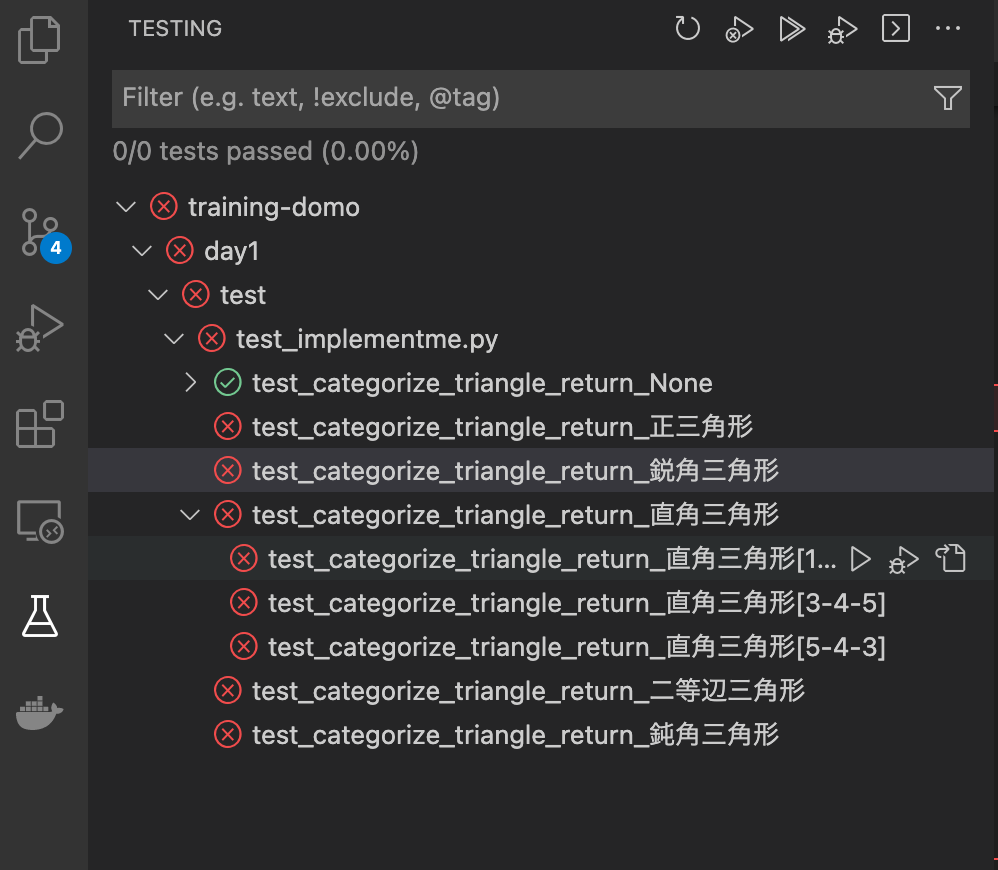 TESTING
Filter (e.g. text, !exclude, @tag)
0/0 tests passed (0.00%)
training-domo
day1
4
test
test_implementme.py
test_categorize_triangle_return_None
test_categorize_triangle_return_正三角形
test_categorize_triangle_return_鋭角三角形
test_categorize_triangle_return_直角三角形
test_categorize_triangle_return_直角三角形[1...
test_categorize_triangle_return_直角三角形[3-4-5]
test_categorize_triangle_return_直角三角形[5-4-3]
test_categorize_triangle_return_二等辺三角形
test_categorize_triangle_return_鈍角三角形